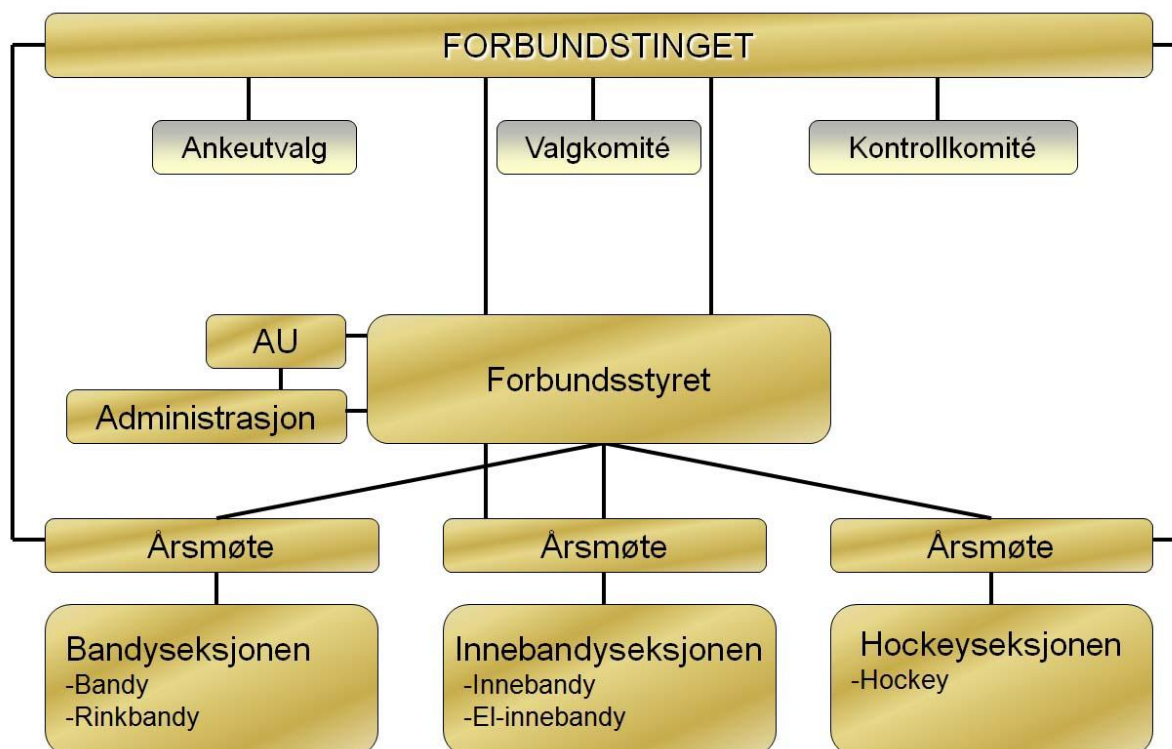 FORBUNDSTINGET
Ankeutvalg
Valgkomité
Kontrollkomité
AU
Forbundsstyret
Administrasjon
Årsmøte
Årsmøte
Årsmøte
Bandyseksjonen
-Bandy
-Rinkbandy
Innebandyseksjonen
-Innebandy
-El-innebandy
Hockeyseksjonen
-Hockey